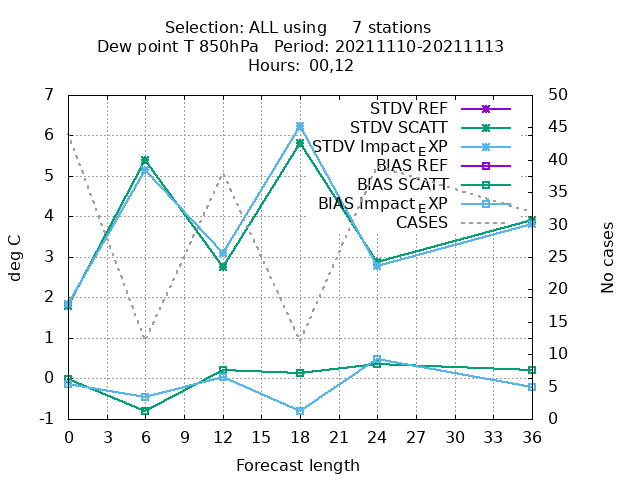 Selection: ALL using 7 stations
Dew point T 850hPa Period: 20211110-20211113
Hours: 00,12
deg C
7
6
5
4
3
2
1
0
-1
STDV REF
STDV SCATT
STDV Impact_EXP
BIAS REF
BIAS SCATT
BIAS Impact_EXP
CASES
50
45
40
35
30
25
20
15
10
5
0
No cases
0 3 6 9 12 15 18 21 24 27 30 33 36
Forecast length